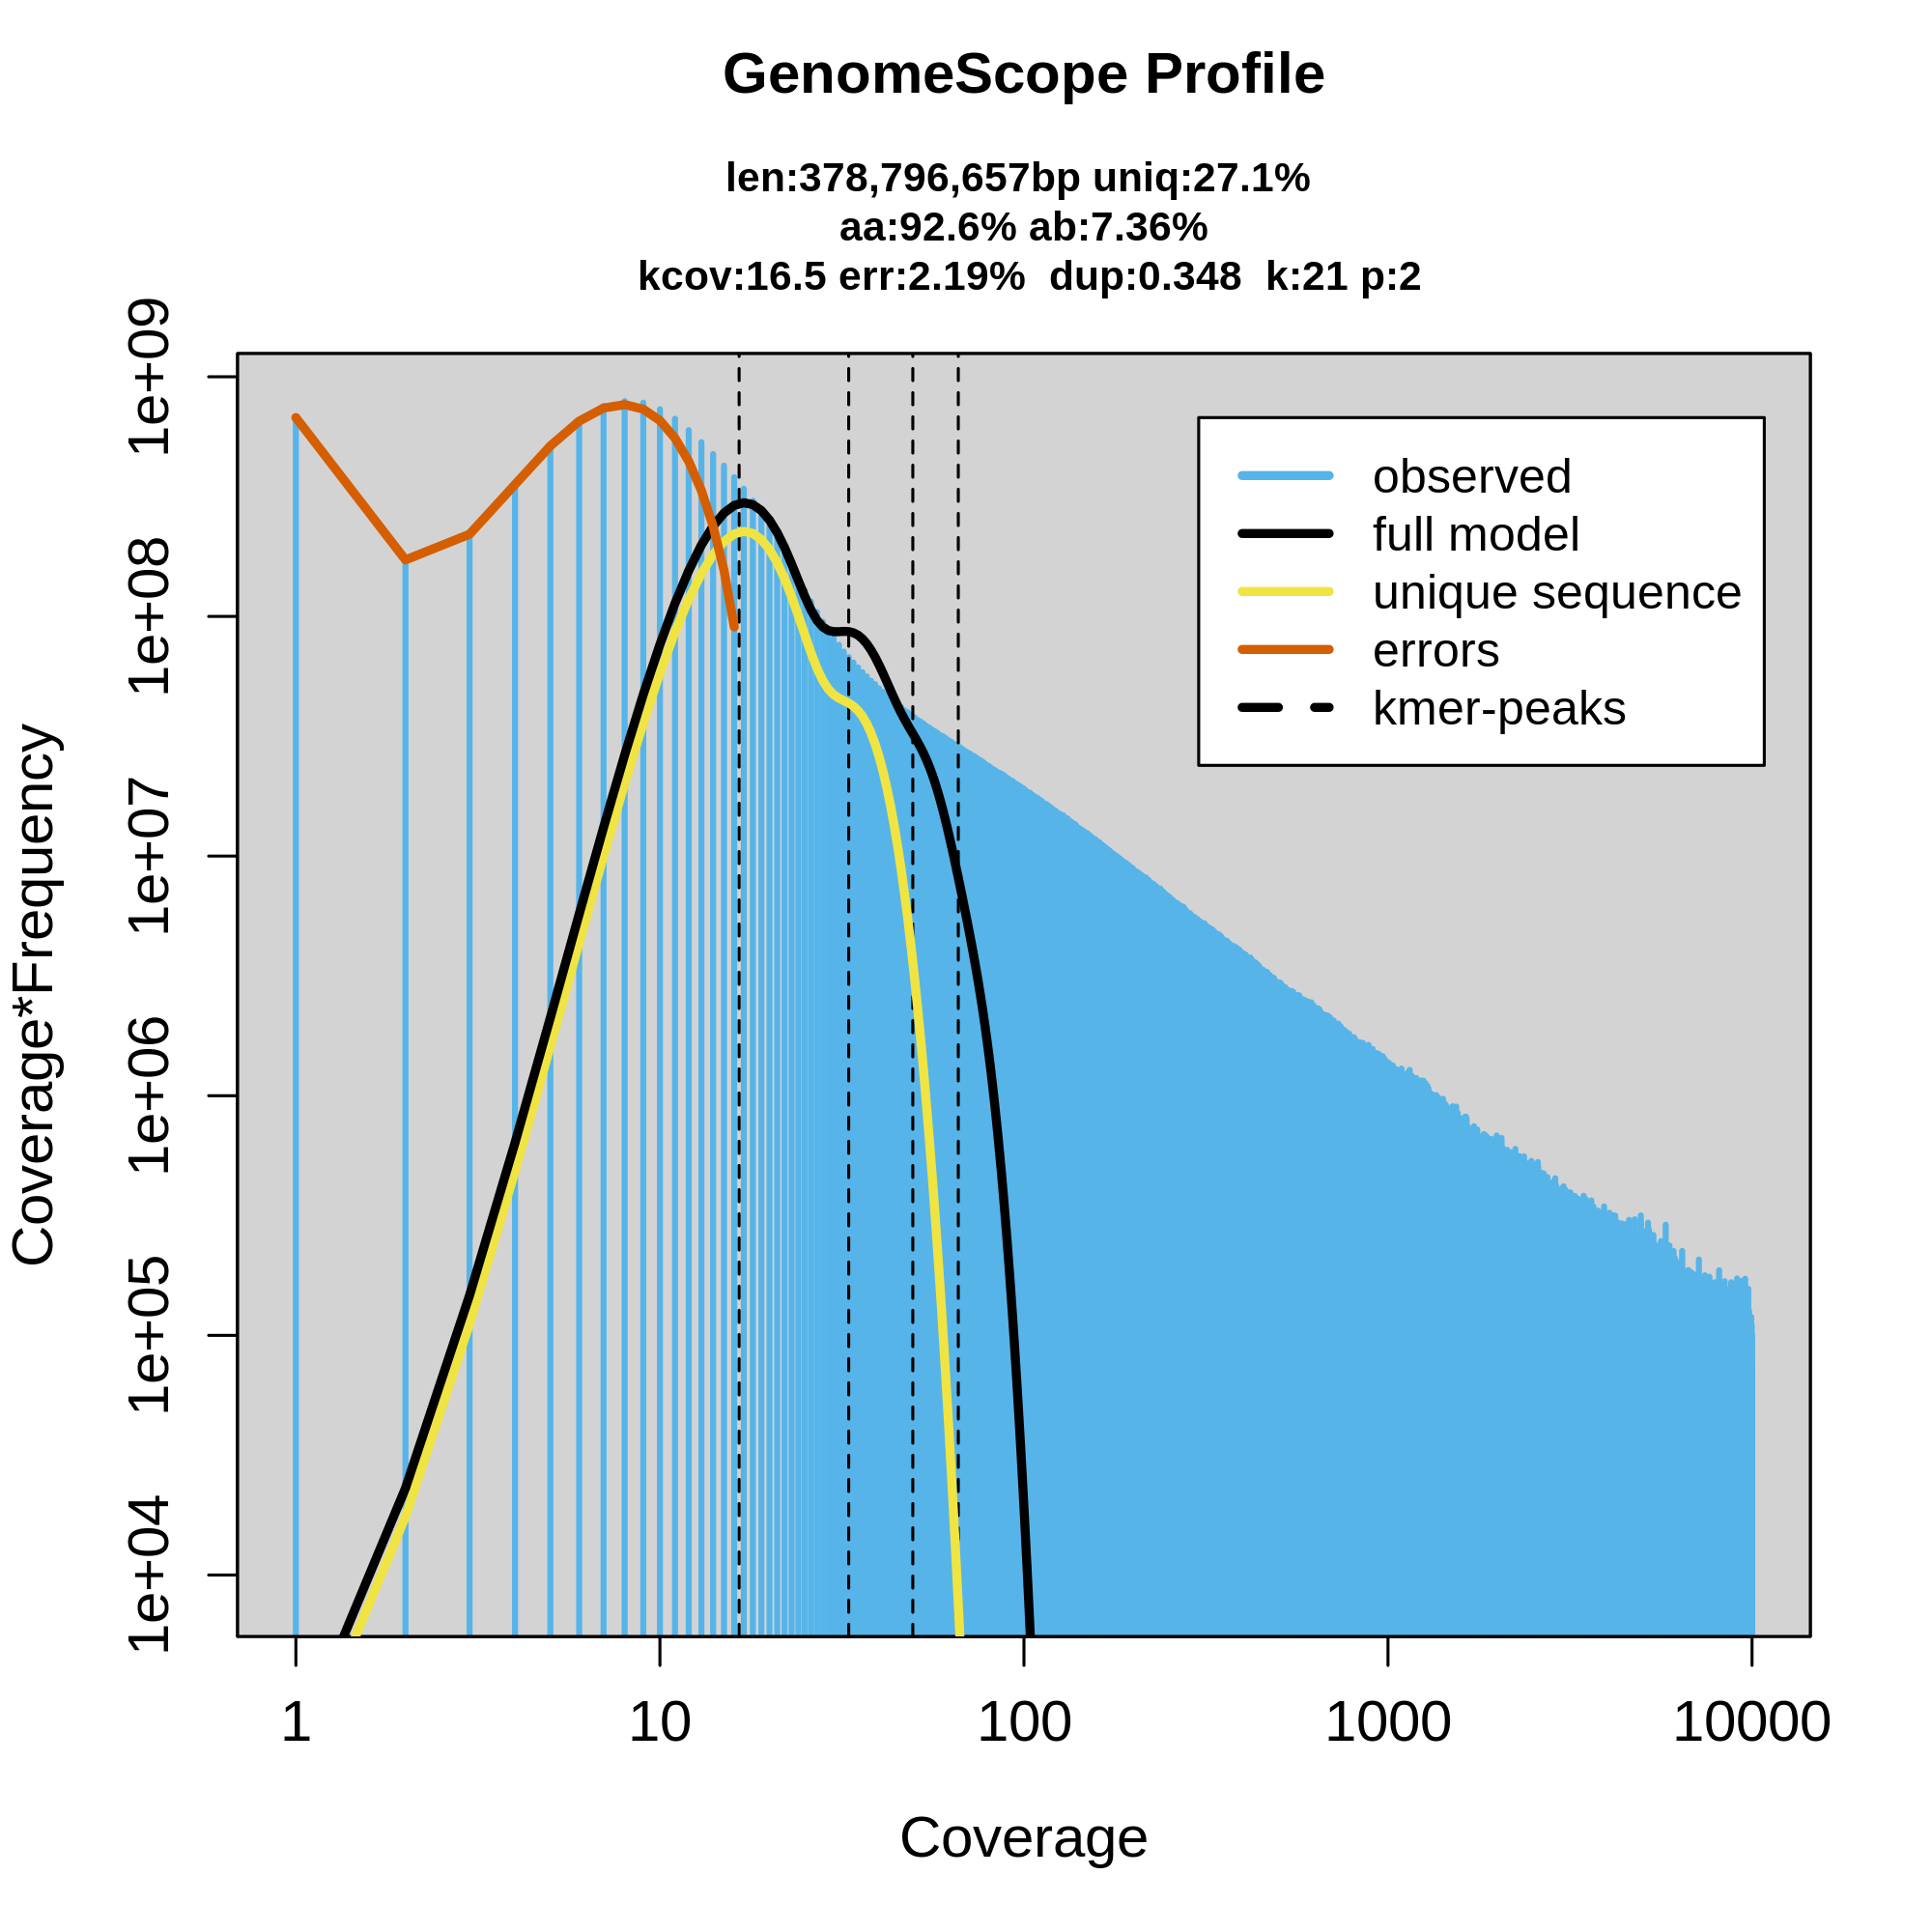 GenomeScope Profile
len:378,796,657bp uniq:27.1%
aa:92.6% ab:7.36%
kcov:16.5 err:2.19%  dup:0.348  k:21 p:2
1e+09
1e+08
1e+07
1e+06
1e+05
1e+04
Coverage*Frequency
observed
full model
unique sequence
errors
kmer-peaks
1
10
100
1000
10000
Coverage